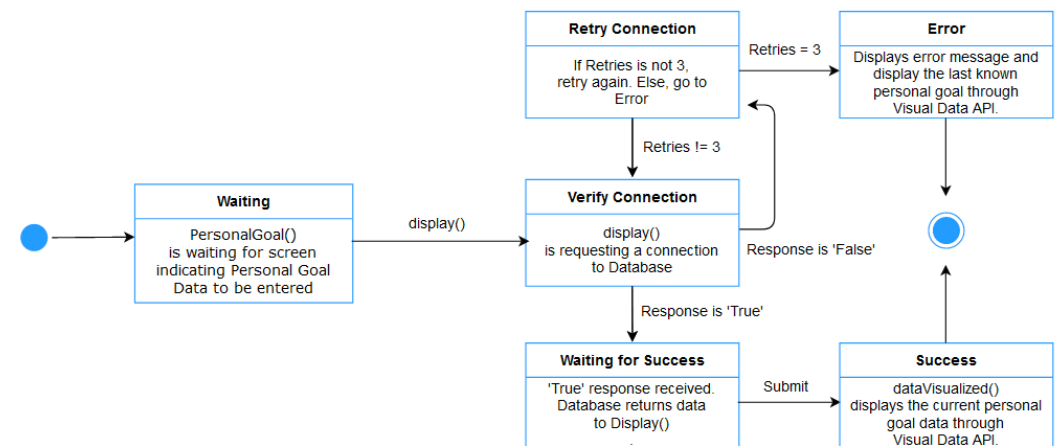 Retry Connection
If Retries is not 3,
retry again. Else, go to
Error
Retries = 3
Error
Displays error message and
display the last known
personal goal through
Visual Data API.
Retries != 3
Waiting
PersonalGoal()
is waiting for screen
indicating Personal Goal
Data to be entered
display()
Verify Connection
display()
is requesting a connection
to Database
Response is 'False'
Response is 'True'
Waiting for Success
'True' response received.
Database returns data
to Display()
Submit
Success
dataVisualized()
displays the current personal
goal data through
Visual Data API.